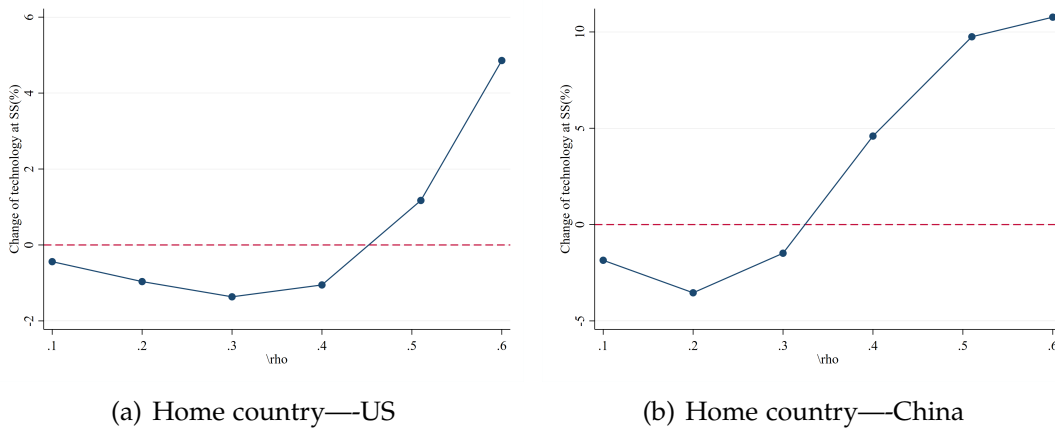 Change of technology at SS(%)
6
4
2
0
-2
.1 .2 .3 .4 .5 .6
\rho
(a) Home country—-US
Change of technology at SS(%)
10
5
0
-5
.1 .2 .3 .4 .5 .6
\rho
(b) Home country—-China